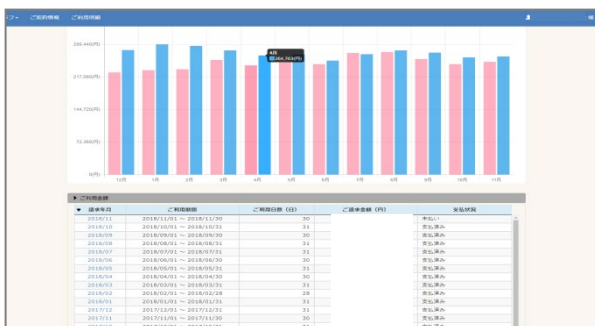 ご契約情報 ご利用明細
様
289,440(円)
217,080(円)
144,720(円)
72,360(円)
0(円)
4月
264,763(円)
12月 1月 2月 3月 4月 5月 6月 7月 8月 9月 10月 11月
ご利用金額
請求年月 ご利用期間 ご利用日数（日） ご請求金額（円） 支払状況
2018/11 2018/11/01 ～ 2018/11/30 30 未払い
2018/10 2018/10/01 ～ 2018/10/31 31 支払済み
2018/09 2018/09/01 ～ 2018/09/30 30 支払済み
2018/08 2018/08/01 ～ 2018/08/31 31 支払済み
2018/07 2018/07/01 ～ 2018/07/31 31 支払済み
2018/06 2018/06/01 ～ 2018/06/30 30 支払済み
2018/05 2018/05/01 ～ 2018/05/31 31 支払済み
2018/04 2018/04/01 ～ 2018/04/30 30 支払済み
2018/03 2018/03/01 ～ 2018/03/31 31 支払済み
2018/02 2018/02/01 ～ 2018/02/28 28 支払済み
2018/01 2018/01/01 ～ 2018/01/31 31 支払済み
2017/12 2017/12/01 ～ 2017/12/31 31 支払済み
2017/11 2017/11/01 ～ 2017/11/30 30 支払済み